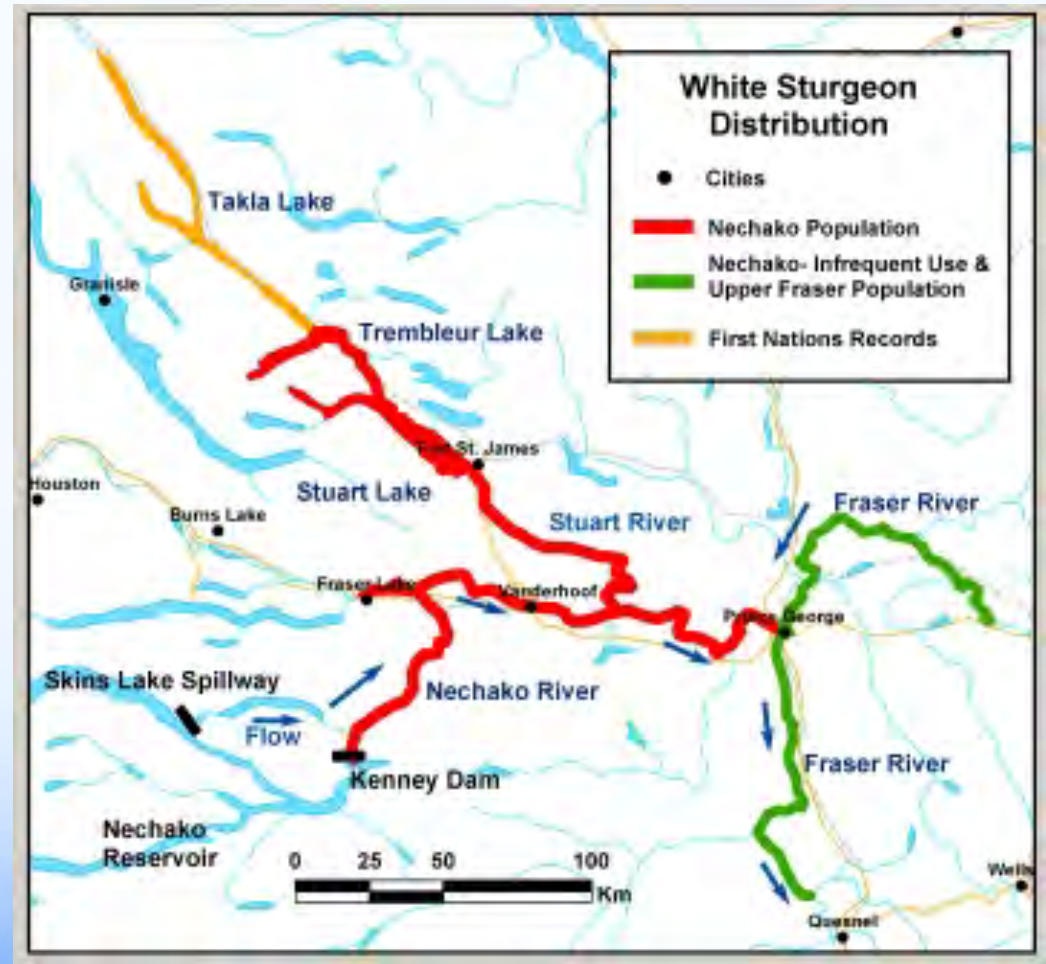 White Sturgeon
Distribution
Cities
Nechako Population
Nechako- Infrequent Use &
Upper Fraser Population
First Nations Records
Takla Lake
Granisle
Trembleur Lake
Fort St. James
Houston
Stuart Lake
Burns Lake
Stuart River
Fraser River
Fraser Lake
Vanderhoof
Prince George
Skins Lake Spillway
Nechako River
Flow
Fraser River
Kenney Dam
Nechako
Reservoir
0 25 50 100
Km
Wells
Quesnel